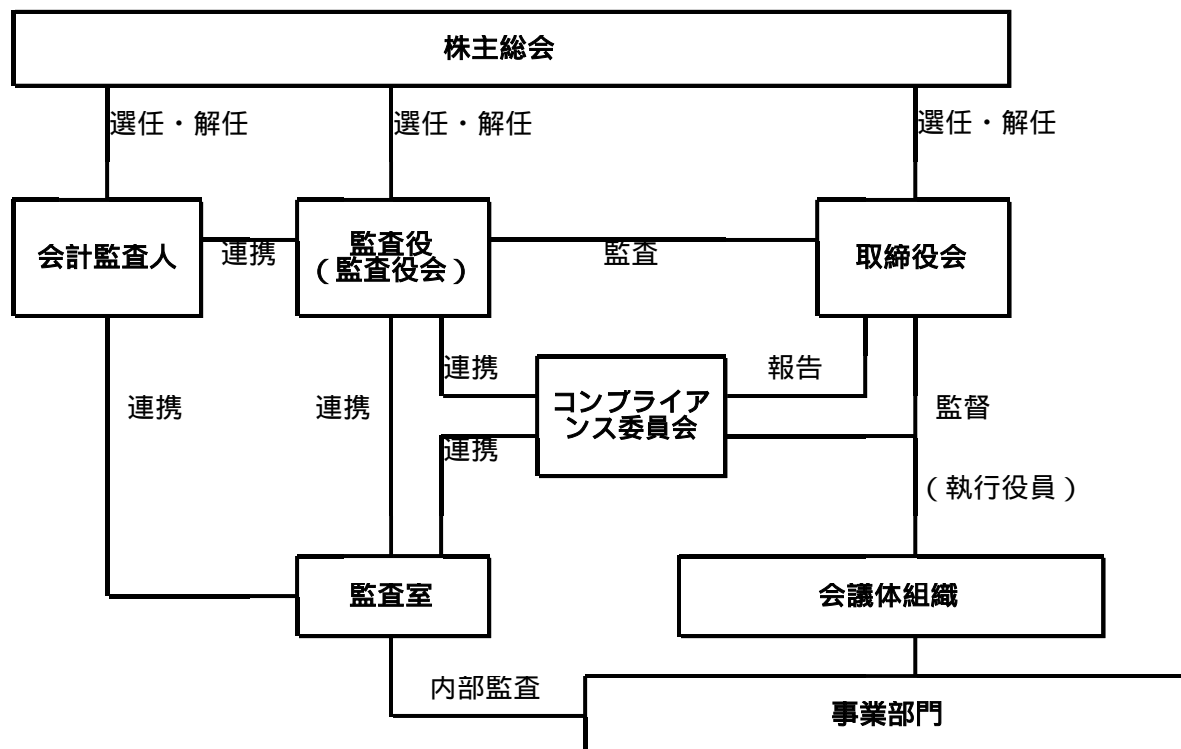 株主総会
選任・解任
選任・解任
選任・解任
会計監査人
連携
監査役
(監査役会)
監査
取締役会
連携
連携
連携
コンプライア
ンス委員会
報告
監督
連携
(執行役員)
監査室
会議体組織
内部監査
事業部門